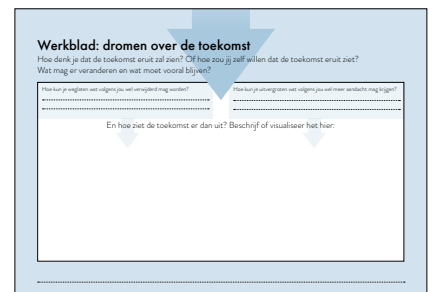 Werkblad: dromen over de toekomst
Hoe denk je dat de toekomst eruit zal zien? Of hoe zou jij zelf willen dat de toekomst eruit ziet?
Wat mag er veranderen en wat moet vooral blijven?
Hoe kun je weglaten wat volgens jou wel verwijderd mag worden?
Hoe kun je uitvergroten wat volgens jou wel meer aandacht mag krijgen?
En hoe ziet de toekomst er dan uit? Beschrijf of visualiseer het hier: